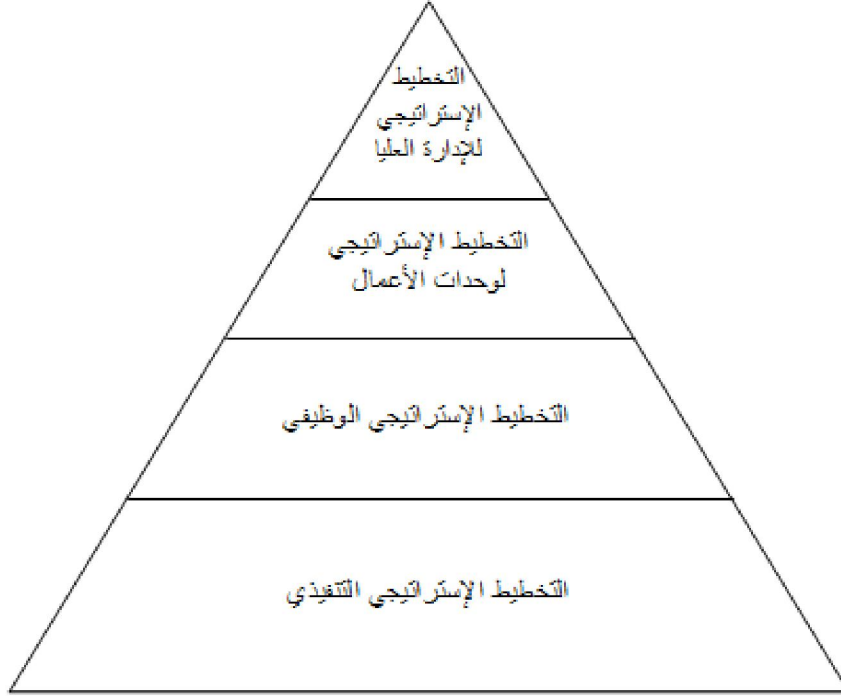 التخطيط
الإستراتيجي
للإدارة العليا
التخطيط الإستراتيجي
لوحدات الأعمال
التخطيط الإستراتيجي الوظيفي
التخطيط الإستراتيجي التنفيذي